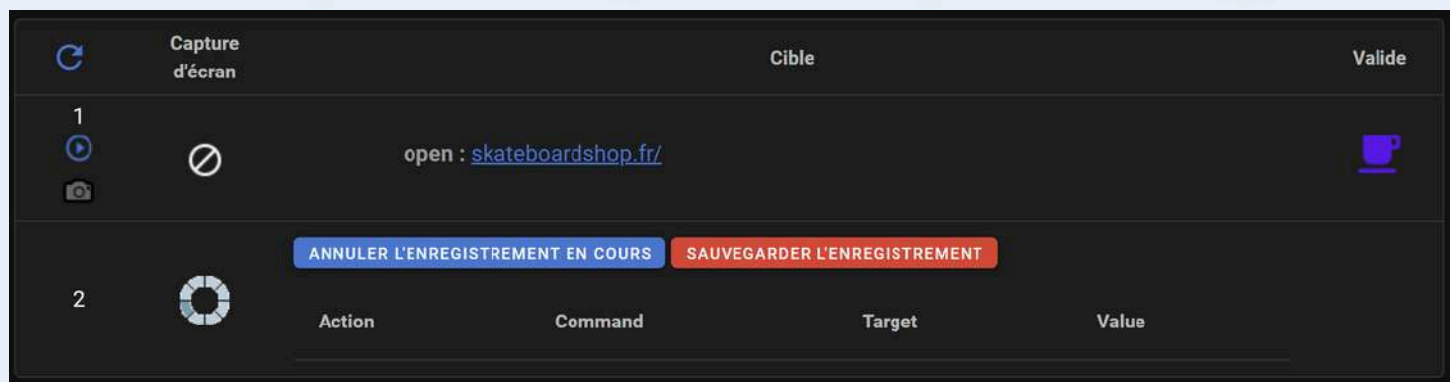 Capture
d'écran
Cible
Valide
1
open : skateboardshop.fr/
ANNULER L'ENREGISTREMENT EN COURS
SAUVEGARDER L'ENREGISTREMENT
2
Action
Command
Target
Value